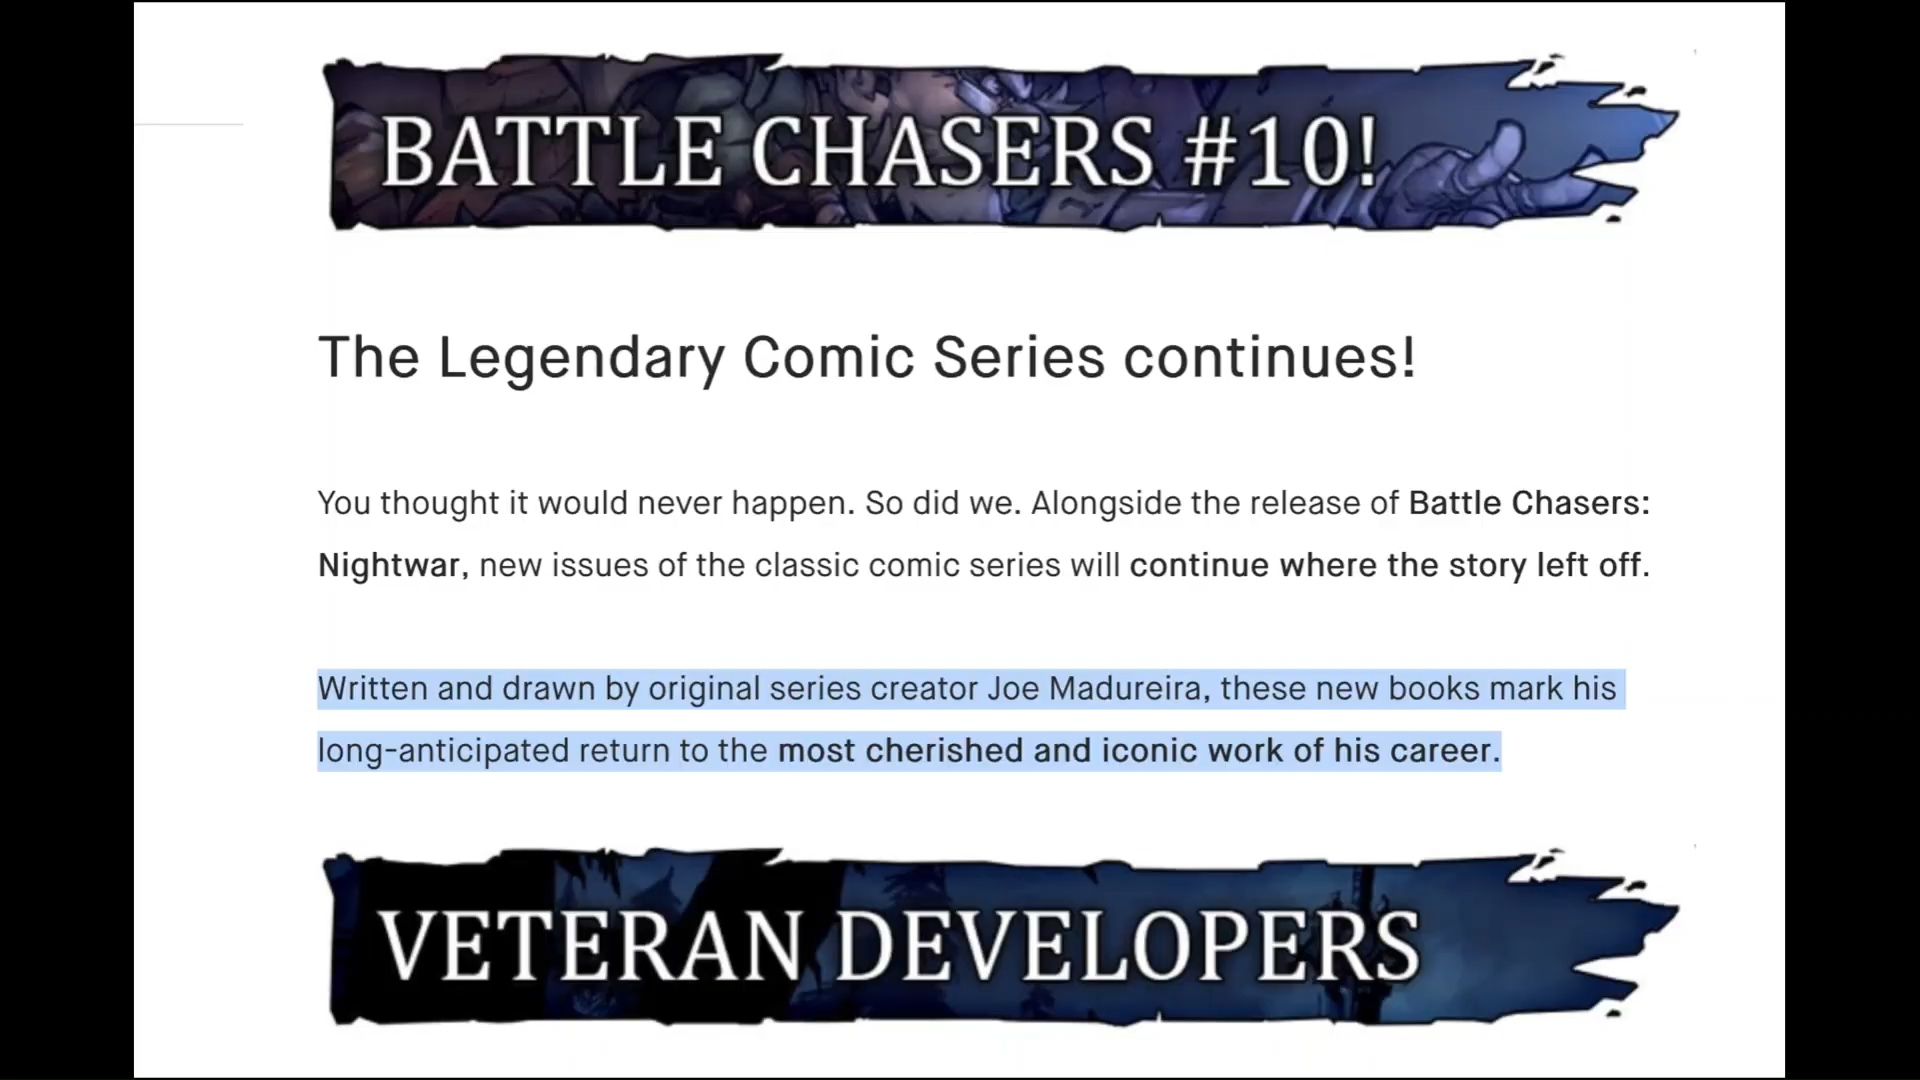 BATTLE CHASERS #10!
The Legendary Comic Series continues!
You thought it would never happen. So did we. Alongside the release of Battle Chasers:
Nightwar, new issues of the classic comic series will continue where the story left off.
Written and drawn by original series creator Joe Madureira, these new books mark his
long-anticipated return to the most cherished and iconic work of his career.
VETERAN DEVELOPERS